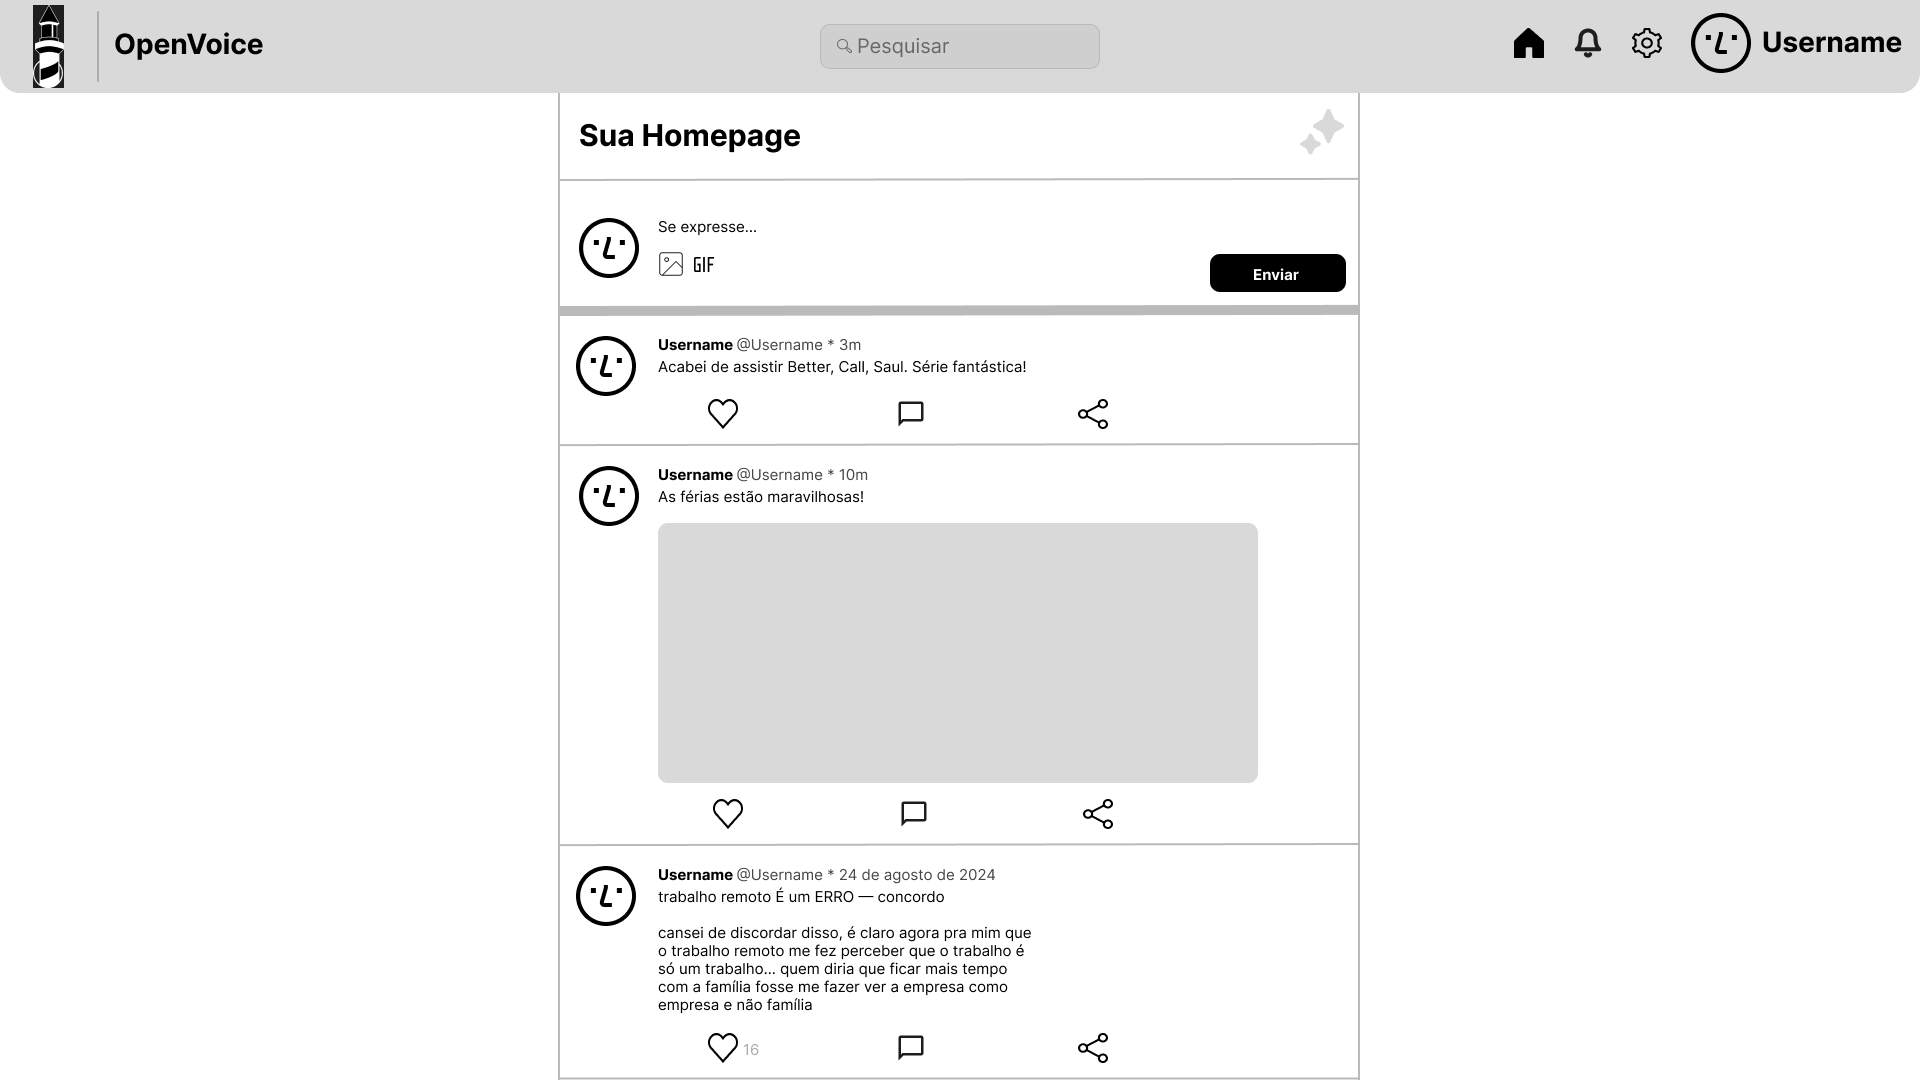 OpenVoice
Pesquisar
Username
Sua Homepage
Se expresse...
GIF
Enviar
Username @Username * 3m
Acabei de assistir Better, Call, Saul. Série fantástica!
Username @Username * 10m
As férias estão maravilhosas!
Username @Username * 24 de agosto de 2024
trabalho remoto É um ERRO — concordo
cansei de discordar disso, é claro agora pra mim que
o trabalho remoto me fez perceber que o trabalho é
só um trabalho... quem diria que ficar mais tempo
com a família fosse me fazer ver a empresa como
empresa e não família
16